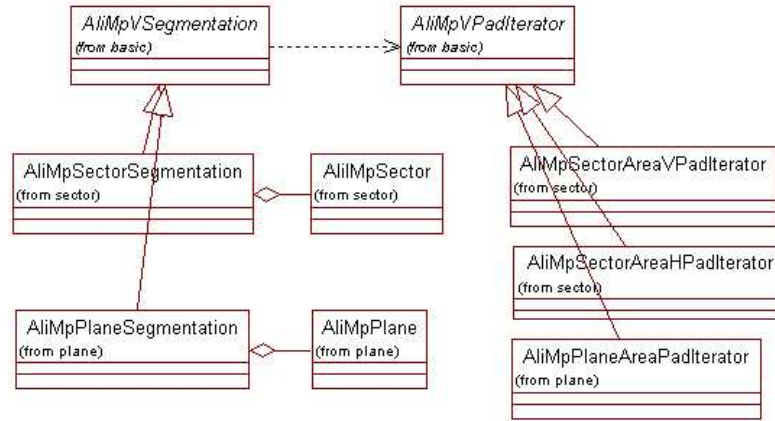 AliMpVSegmentation
(from basic)
AliMpVPadIterator
(from basic)
AliMpSectorSegmentation
(from sector)
AliIMpSector
(from sector)
AliMpSectorAreaVPadIterator
(from sector)
AliMpSectorAreaHPadIterator
(from sector)
AliMpPlaneSegmentation
(from plane)
AliMpPlane
(from plane)
AliMpPlaneAreaPadIterator
(from plane)